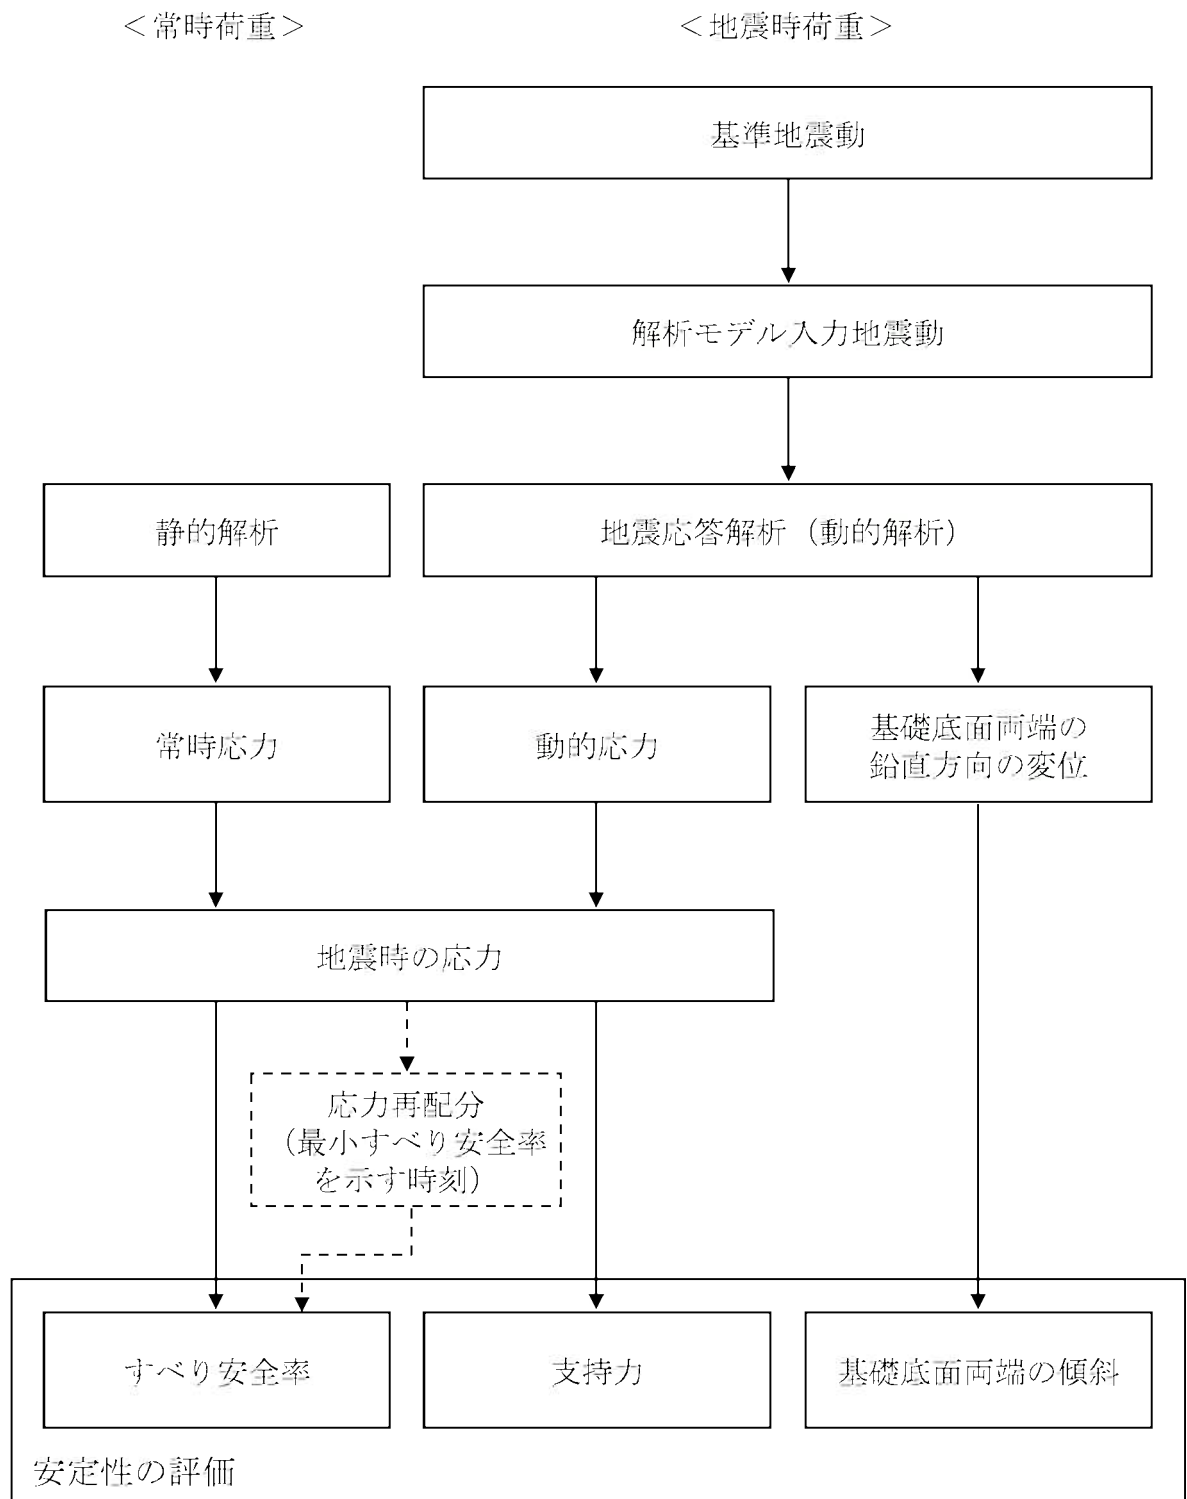 ＜常時荷重＞
＜地震時荷重＞
基準地震動
解析モデル入力地震動
静的解析
地震応答解析（動的解析）
常時応力
動的応力
基礎底面両端の
鉛直方向の変位
地震時の応力
応力再配分
（最小すべり安全率
を示す時刻）
すべり安全率
支持力
基礎底面両端の傾斜
安定性の評価